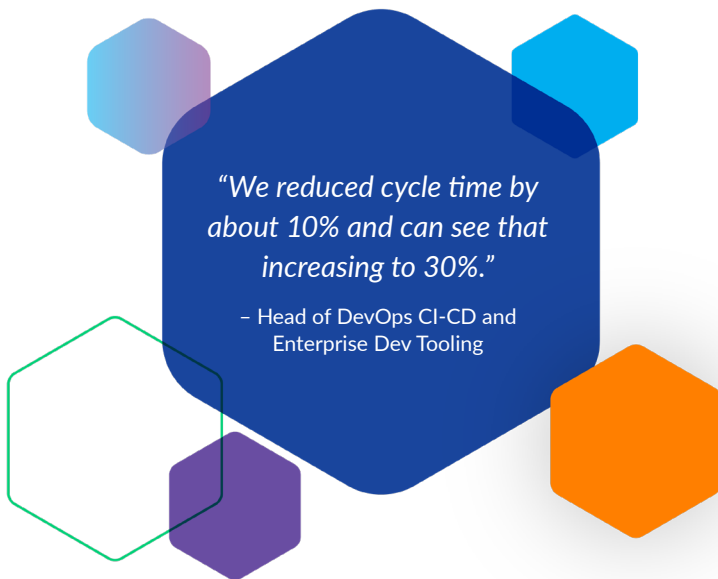 “We reduced cycle time by
about 10% and can see that
increasing to 30%.”
– Head of DevOps CI-CD and
Enterprise Dev Tooling